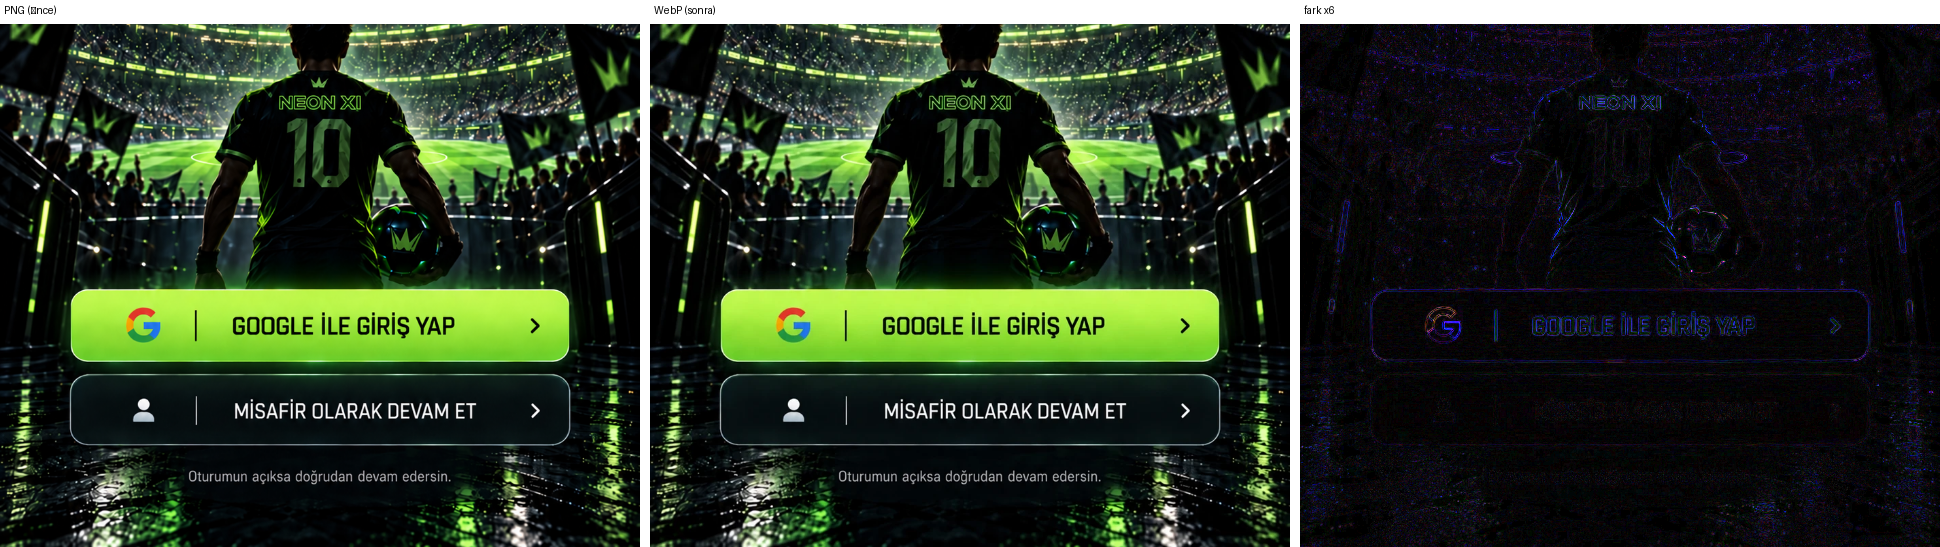 PNG (önce)
WebP (sonra)
fark x6
NEON XI
10
GOOGLE İLE GİRİŞ YAP
MİSAFİR OLARAK DEVAM ET
Oturumun açıksa doğrudan devam edersin.
NEON XI
10
GOOGLE İLE GİRİŞ YAP
MİSAFİR OLARAK DEVAM ET
Oturumun açıksa doğrudan devam edersin.
NEON XI
10
GOOGLE İLE GİRİŞ YAP